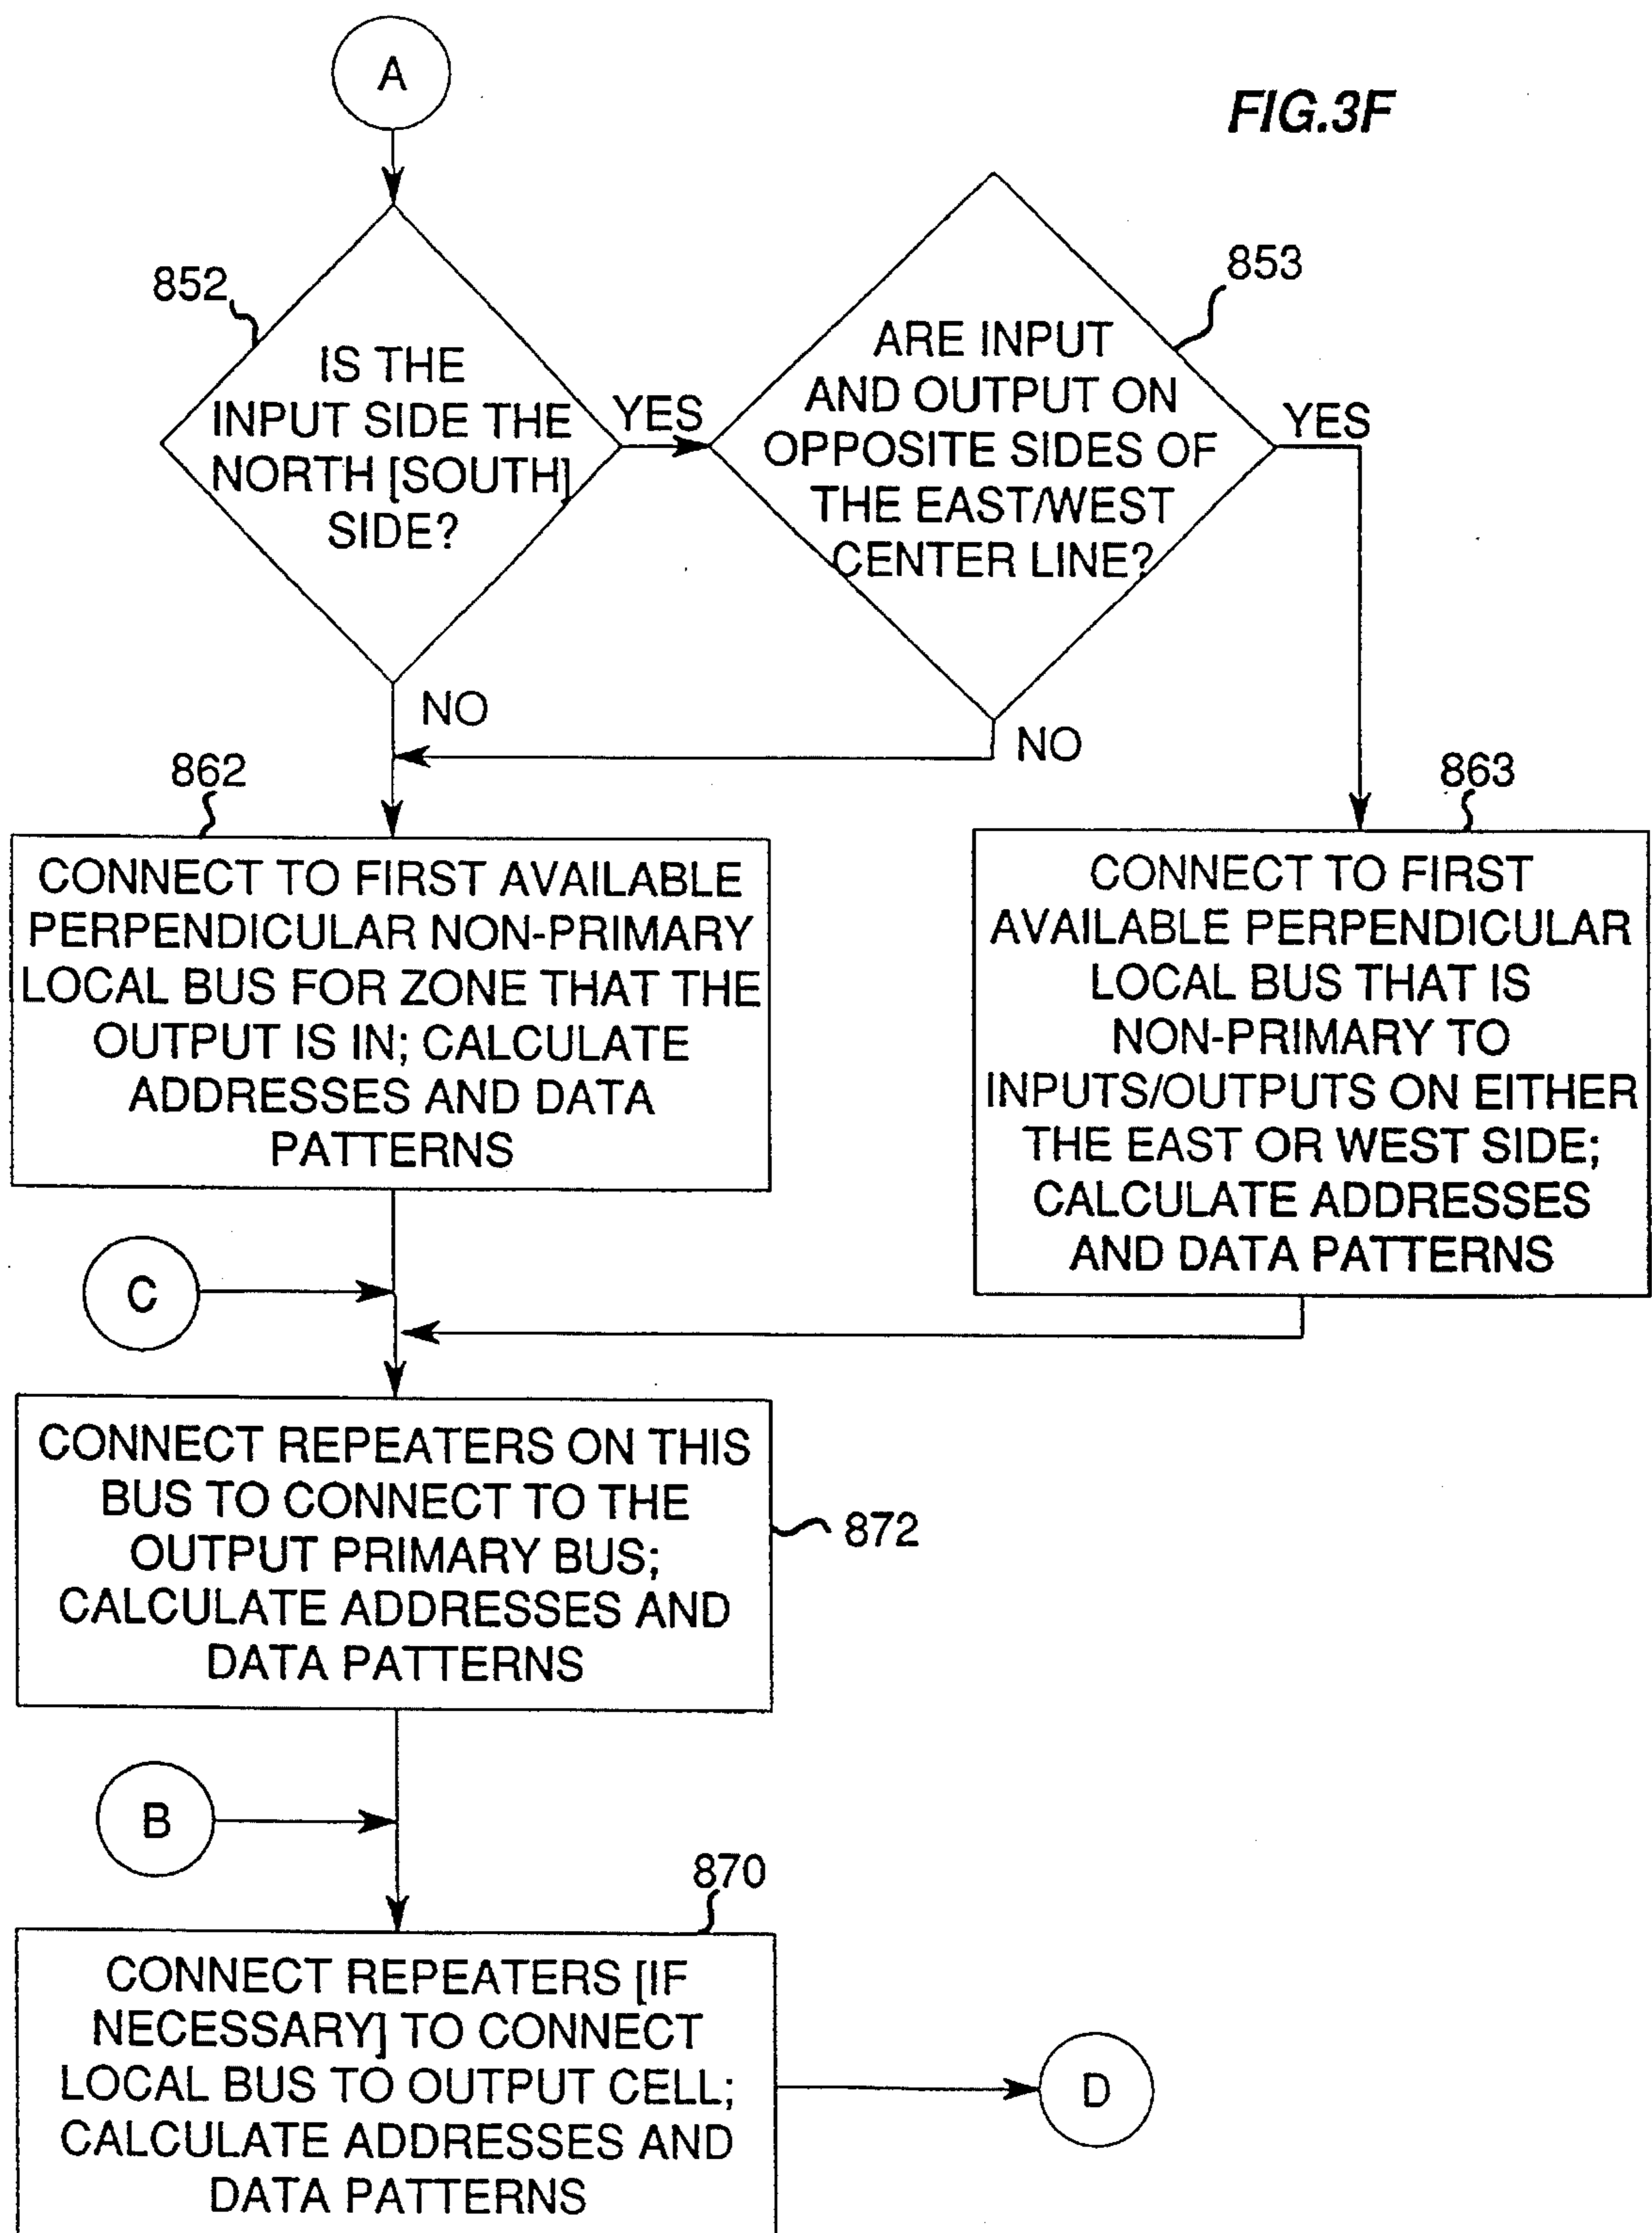 A
FIG.3F
852
IS THE
INPUT SIDE THE
NORTH [SOUTH]
SIDE?
YES
853
ARE INPUT
AND OUTPUT ON
OPPOSITE SIDES OF
THE EAST/WEST
CENTER LINE?
YES
NO
NO
862
CONNECT TO FIRST AVAILABLE
PERPENDICULAR NON-PRIMARY
LOCAL BUS FOR ZONE THAT THE
OUTPUT IS IN; CALCULATE
ADDRESSES AND DATA
PATTERNS
863
CONNECT TO FIRST
AVAILABLE PERPENDICULAR
LOCAL BUS THAT IS
NON-PRIMARY TO
INPUTS/OUTPUTS ON EITHER
THE EAST OR WEST SIDE;
CALCULATE ADDRESSES
AND DATA PATTERNS
C
CONNECT REPEATERS ON THIS
BUS TO CONNECT TO THE
OUTPUT PRIMARY BUS;
CALCULATE ADDRESSES AND
DATA PATTERNS
872
B
870
CONNECT REPEATERS [IF
NECESSARY] TO CONNECT
LOCAL BUS TO OUTPUT CELL;
CALCULATE ADDRESSES AND
DATA PATTERNS
D